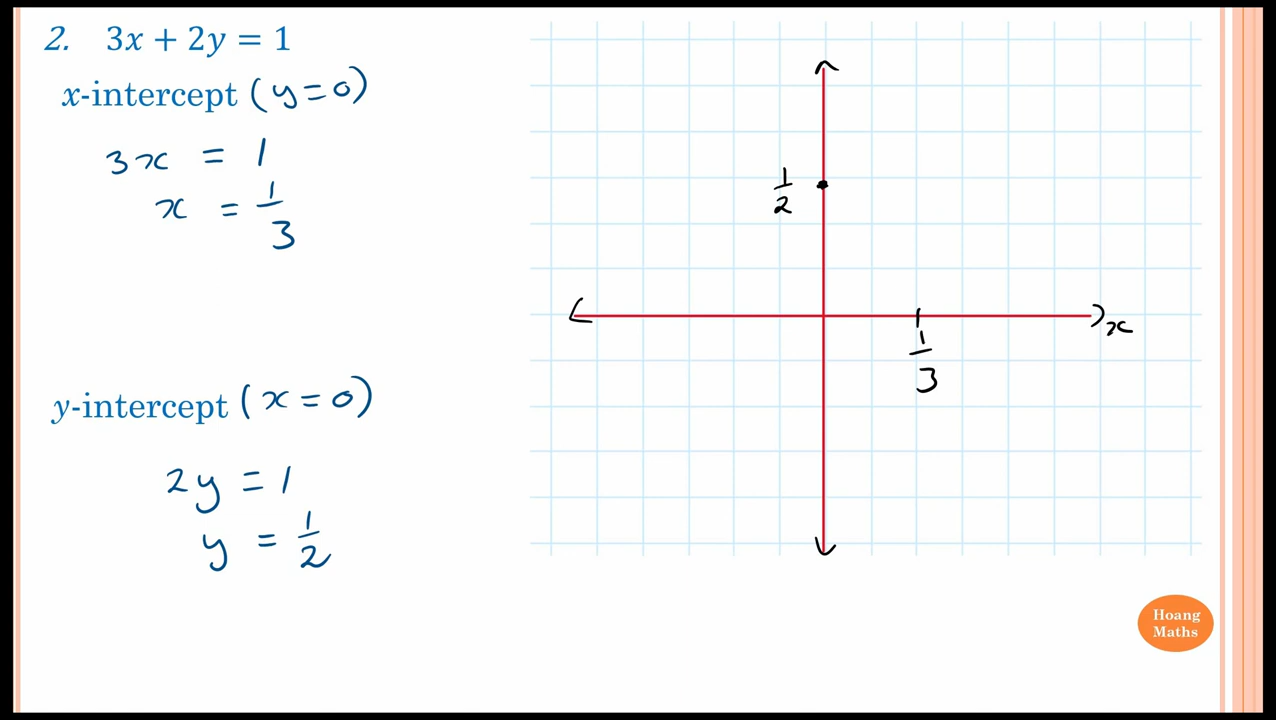 2. 3x + 2y = 1
x-intercept (y=0)
3x = 1
x = 1/3
y-intercept (x=0)
2y = 1
y = 1/2
1/2
x
1/3
Hoang
Maths